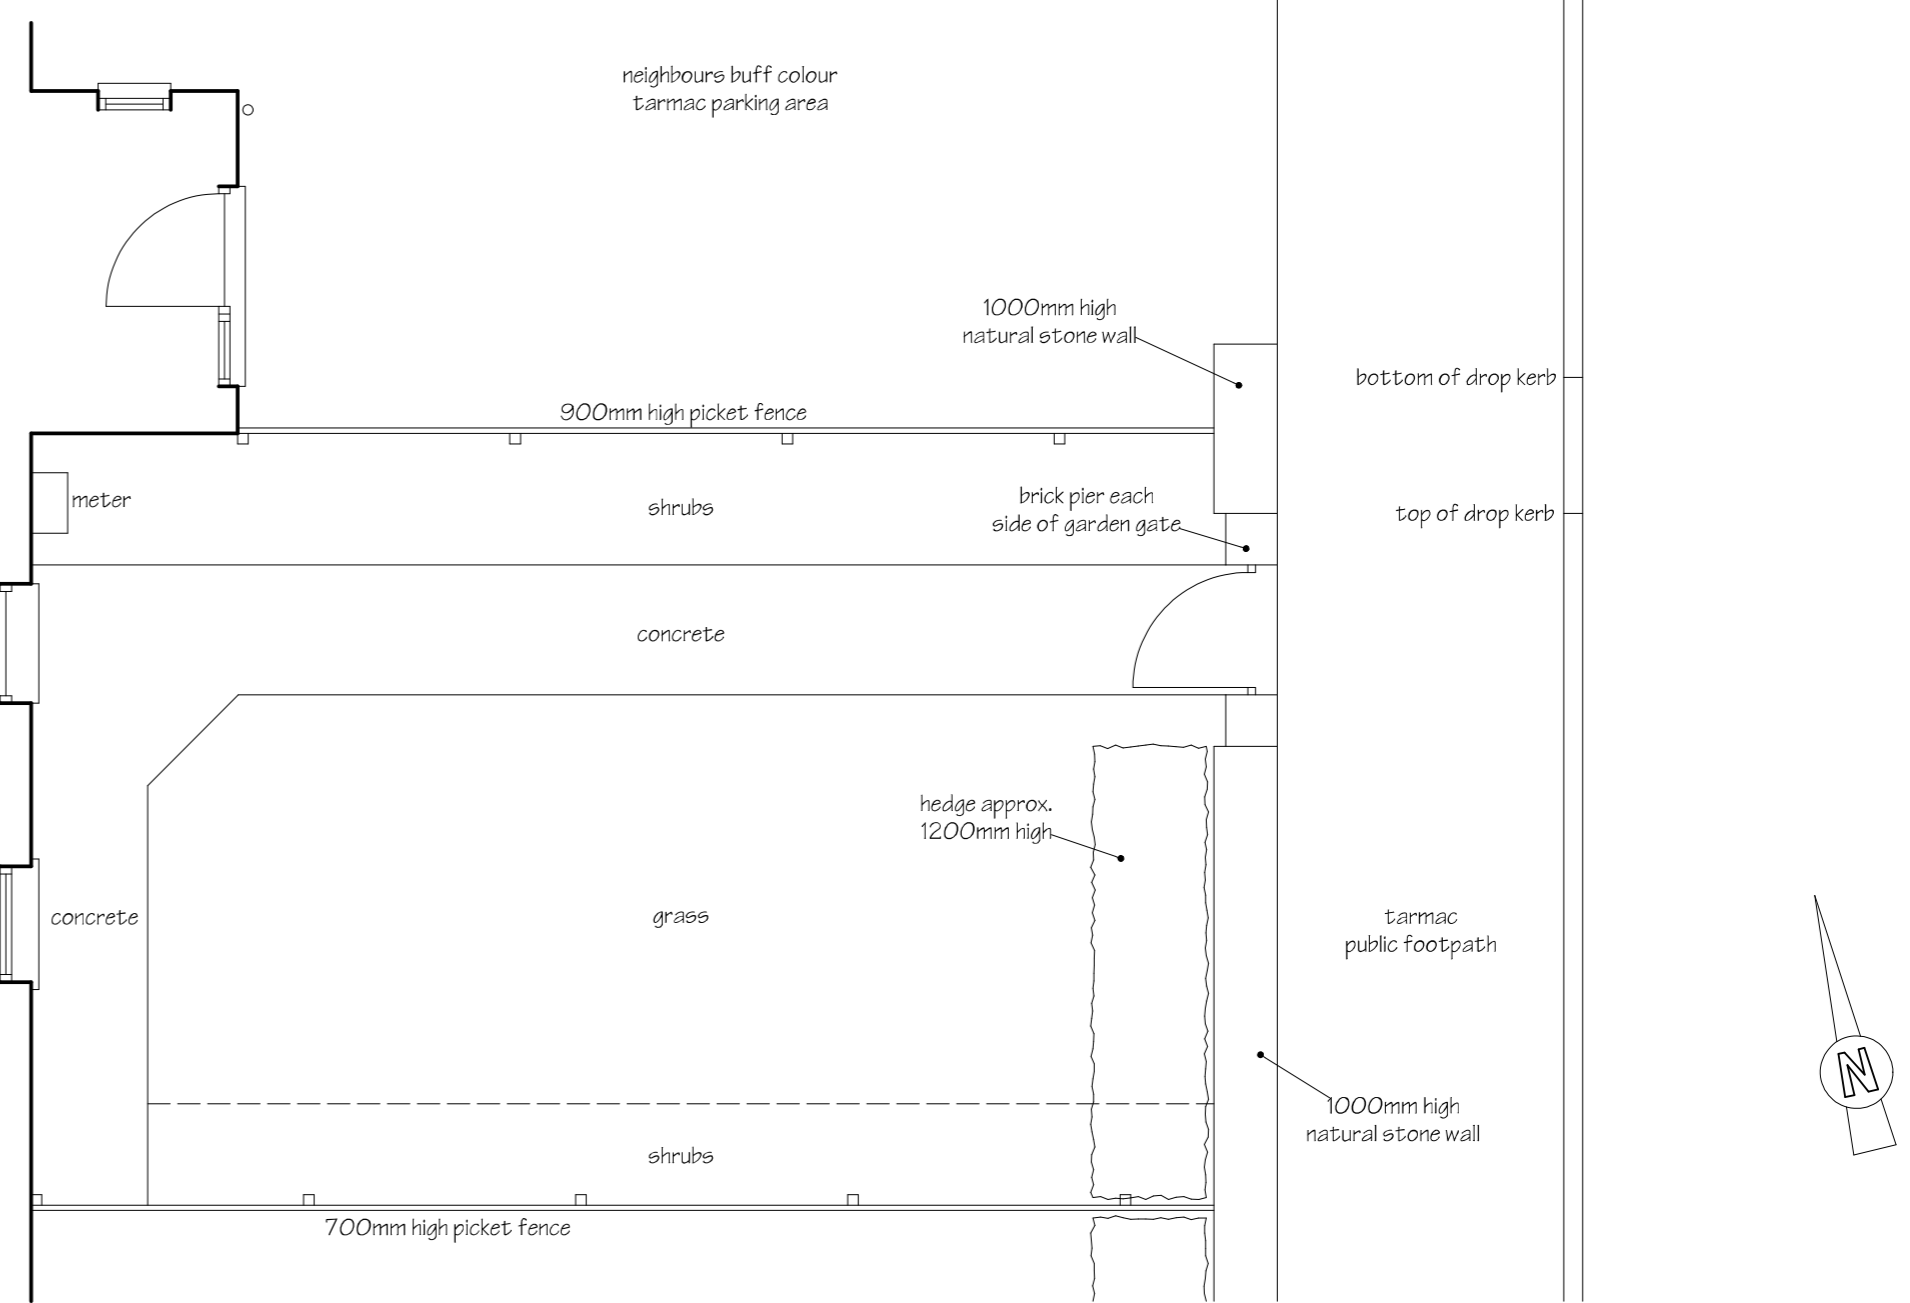 neighbours buff colour
tarmac parking area
1000mm high
natural stone wall
bottom of drop kerb
900mm high picket fence
meter
shrubs
brick pier each
side of garden gate
top of drop kerb
concrete
hedge approx.
1200mm high
concrete
grass
tarmac
public footpath
N
1000mm high
natural stone wall
shrubs
700mm high picket fence